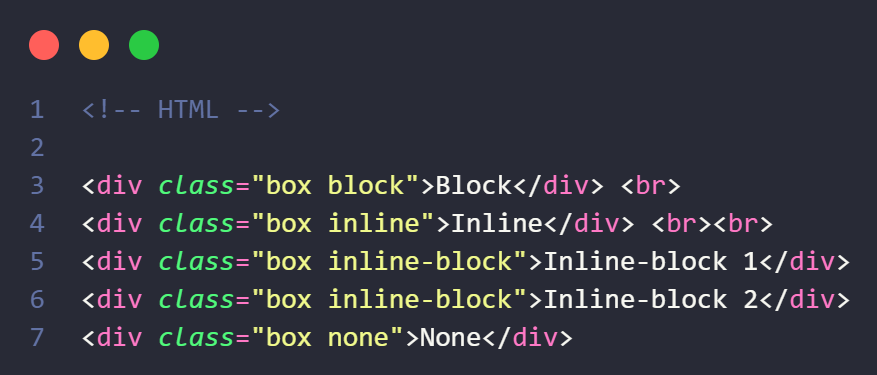 1 <!-- HTML -->
2
3 <div class="box block">Block</div> <br>
4 <div class="box inline">Inline</div> <br><br>
5 <div class="box inline-block">Inline-block 1</div>
6 <div class="box inline-block">Inline-block 2</div>
7 <div class="box none">None</div>